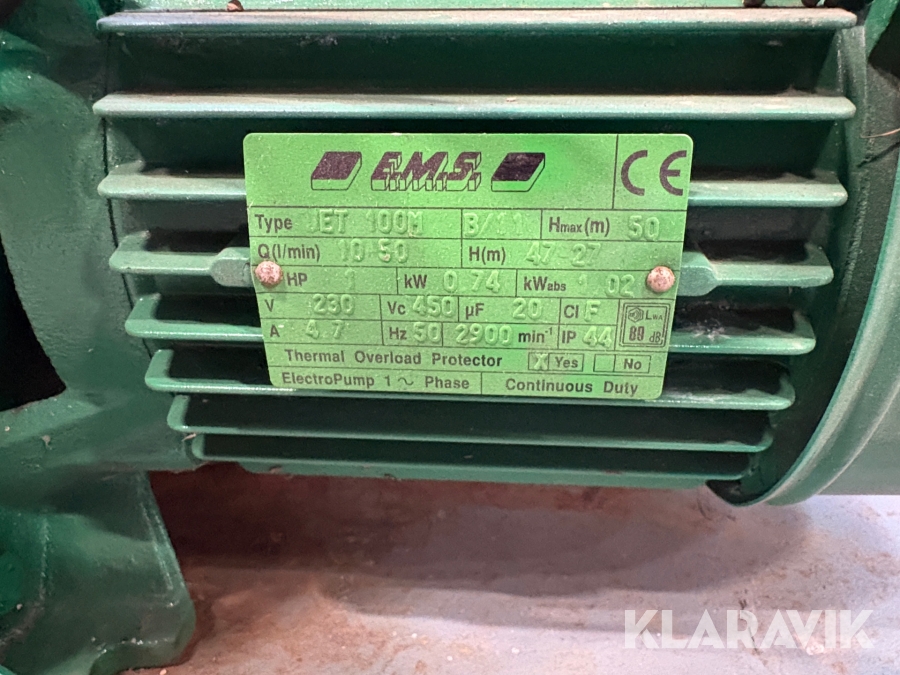 E.M.S. CE
Type JET 100M B/11 Hmax(m) 50
Q(l/min) 10-50 H(m) 47-27
HP 1 kW 0,74 kWabs
V 230 Vc 450 µF 20 Cl F LWA
A 4.7 Hz 50 2900 min-1 IP 44 89 dB
Thermal Overload Protector X Yes No
ElectroPump 1~ Phase Continuous Duty
KLARAVIK